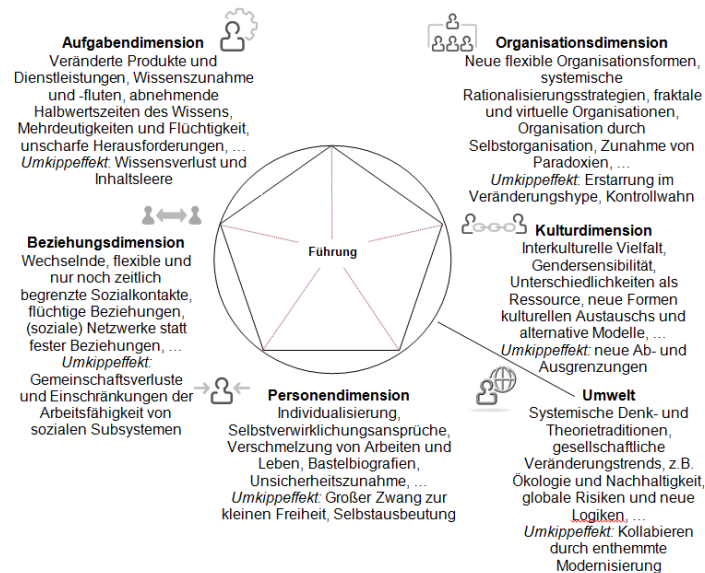 Aufgabendimension
Veränderte Produkte und
Dienstleistungen, Wissenszunahme
und -fluten, abnehmende
Halbwertszeiten des Wissens,
Mehrdeutigkeiten und Flüchtigkeit,
unscharfe Herausforderungen, …
Umkippeffekt: Wissensverlust und
Inhaltsleere
Organisationsdimension
Neue flexible Organisationsformen,
systemische
Rationalisierungsstrategien, fraktale
und virtuelle Organisationen,
Organisation durch
Selbstorganisation, Zunahme von
Paradoxien, …
Umkippeffekt: Erstarrung im
Veränderungshype, Kontrollwahn
Beziehungsdimension
Wechselnde, flexible und
nur noch zeitlich
begrenzte Sozialkontakte,
flüchtige Beziehungen,
(soziale) Netzwerke statt
fester Beziehungen, …
Umkippeffekt:
Gemeinschaftsverluste
und Einschränkungen der
Arbeitsfähigkeit von
sozialen Subsystemen
Führung
Kulturdimension
Interkulturelle Vielfalt,
Gendersensibilität,
Unterschiedlichkeiten als
Ressource, neue Formen
kulturellen Austauschs und
alternative Modelle, …
Umkippeffekt: neue Ab- und
Ausgrenzungen
Personendimension
Individualisierung,
Selbstverwirklichungsansprüche,
Verschmelzung von Arbeiten und
Leben, Bastelbiografien,
Unsicherheitszunahme, …
Umkippeffekt: Großer Zwang zur
kleinen Freiheit, Selbstausbeutung
Umwelt
Systemische Denk- und
Theorietraditionen,
gesellschaftliche
Veränderungstrends, z.B.
Ökologie und Nachhaltigkeit,
globale Risiken und neue
Logiken, …
Umkippeffekt: Kollabieren
durch enthemmte
Modernisierung